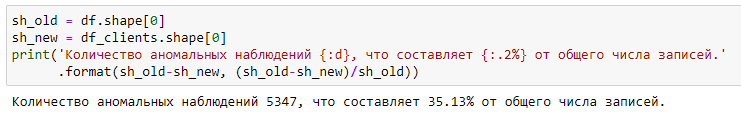 sh_old = df.shape[0]
sh_new = df_clients.shape[0]
print('Количество аномальных наблюдений {:d}, что составляет {:.2%} от общего числа записей.'
      .format(sh_old-sh_new, (sh_old-sh_new)/sh_old))
Количество аномальных наблюдений 5347, что составляет 35.13% от общего числа записей.